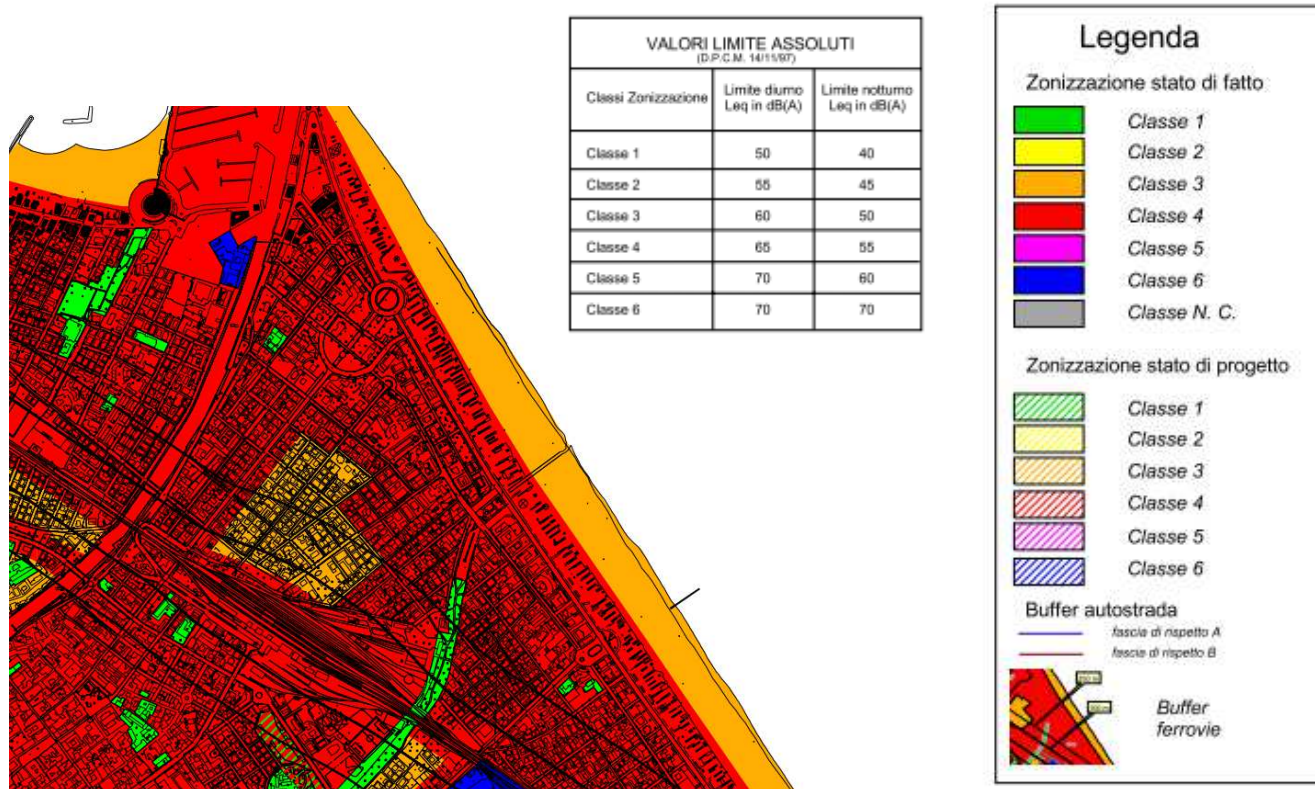 VALORI LIMITE ASSOLUTI
(D.P.C.M. 14/11/97)
Classi Zonizzazione
Limite diurno
Leq in dB(A)
Limite notturno
Leq in dB(A)
Classe 1 50 40
Classe 2 55 45
Classe 3 60 50
Classe 4 65 55
Classe 5 70 60
Classe 6 70 70
Legenda
Zonizzazione stato di fatto
Classe 1
Classe 2
Classe 3
Classe 4
Classe 5
Classe 6
Classe N. C.
Zonizzazione stato di progetto
Classe 1
Classe 2
Classe 3
Classe 4
Classe 5
Classe 6
Buffer autostrada
fascia di rispetto A
fascia di rispetto B
Buffer
ferrovie